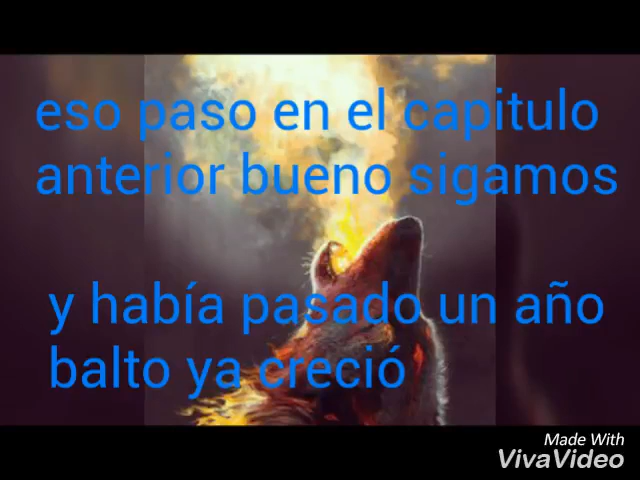 eso paso en el capitulo
anterior bueno sigamos
y había pasado un año
balto ya creció
Made With
VivaVideo